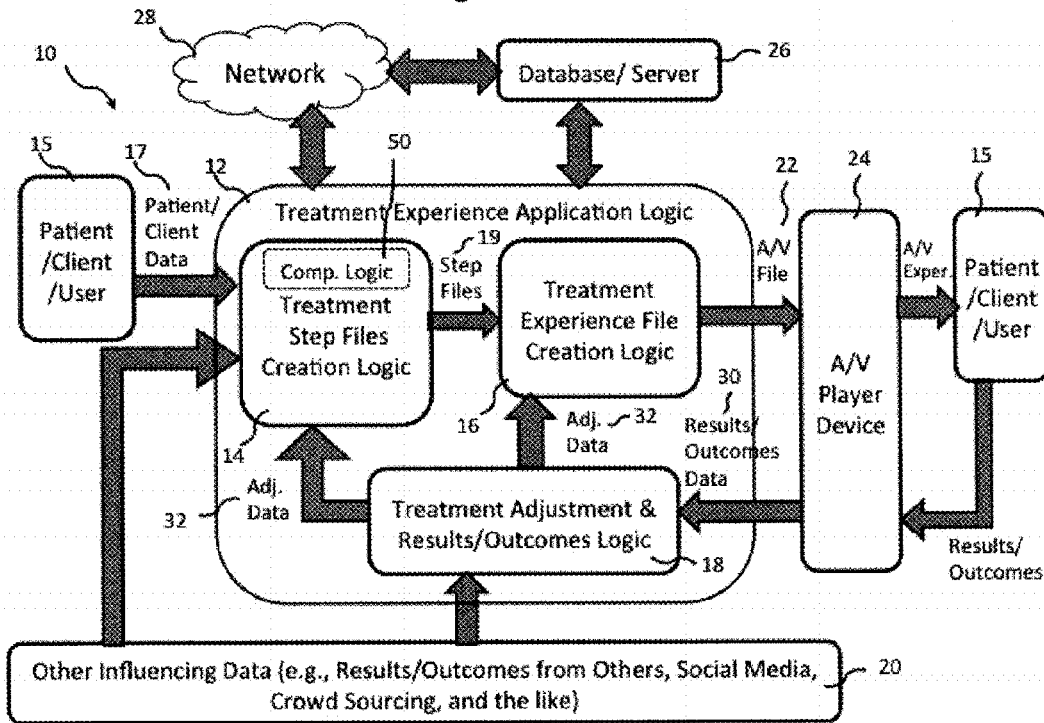 28
Network
Database/ Server
26
10
15
17
Patient/
Client
Data
Patient
/Client
/User
12
50
Treatment Experience Application Logic
Comp. Logic
Treatment
Step Files
Creation Logic
14
19
Step
Files
Treatment
Experience File
Creation Logic
16
22
A/V
File
24
A/V
Player
Device
A/V
Exper.
15
Patient
/Client
/User
Adj.
Data
32
30
Results/
Outcomes
Data
32
Adj.
Data
Treatment Adjustment &
Results/Outcomes Logic
18
Results/
Outcomes
Other Influencing Data (e.g., Results/Outcomes from Others, Social Media,
Crowd Sourcing, and the like)
20